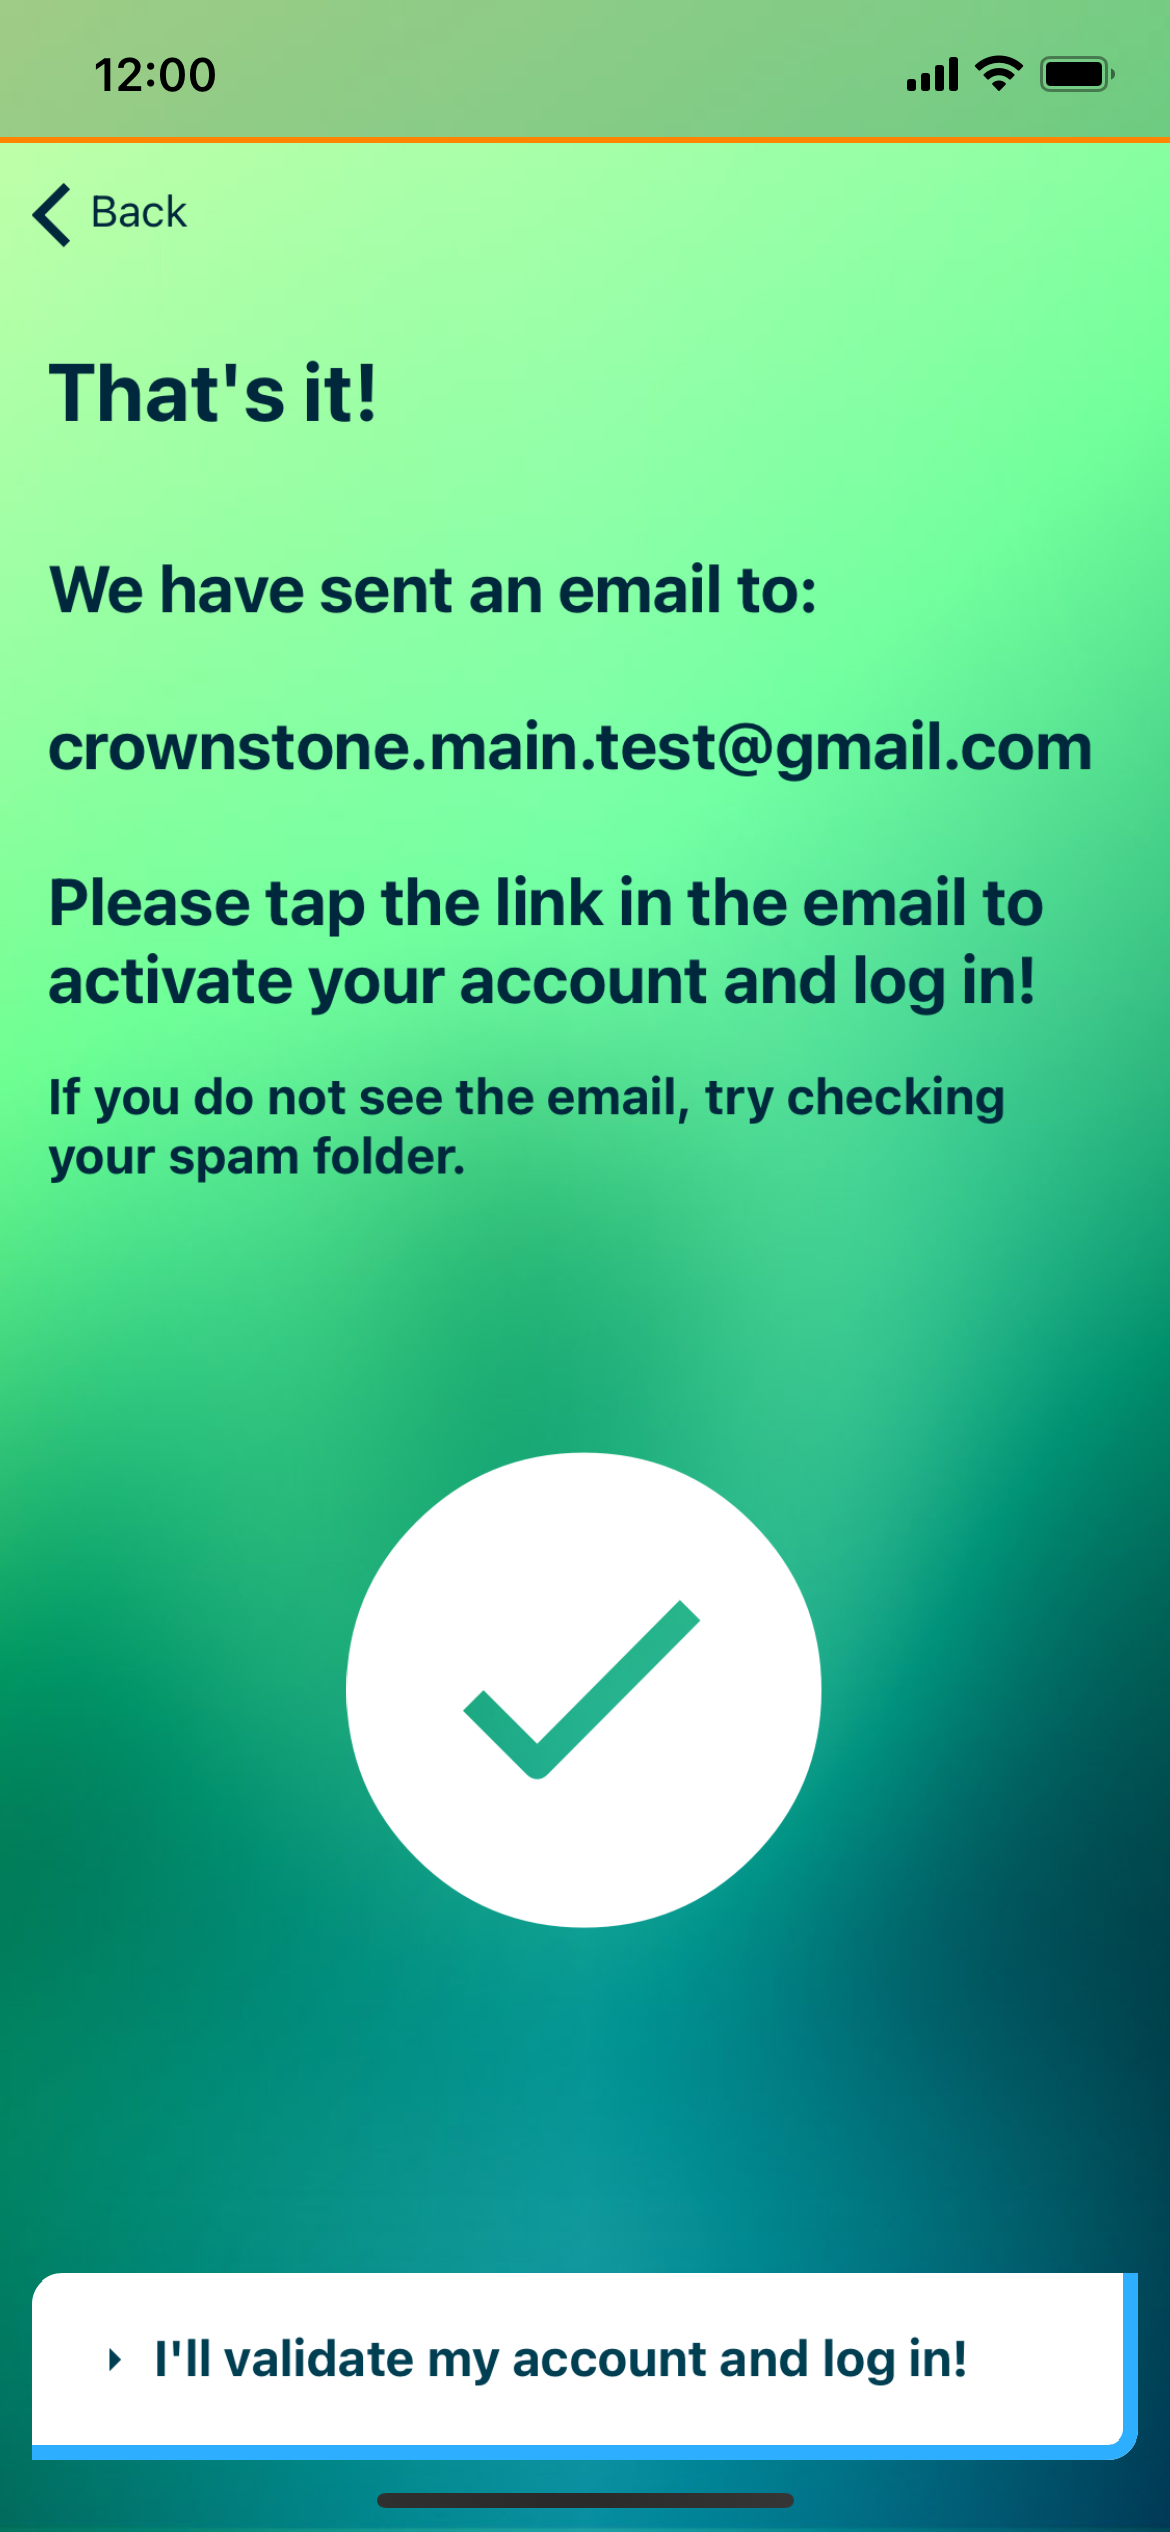 12:00
Back
That's it!
We have sent an email to:
crownstone.main.test@gmail.com
Please tap the link in the email to
activate your account and log in!
If you do not see the email, try checking
your spam folder.
I'll validate my account and log in!